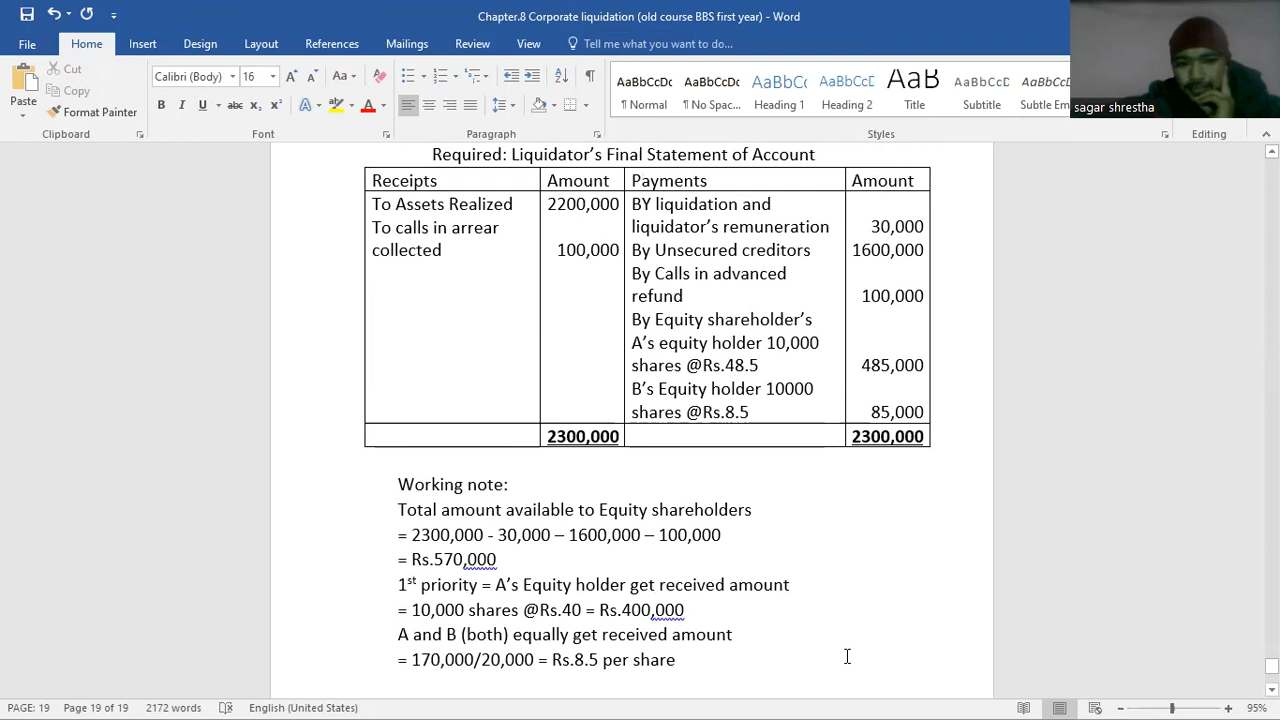 Chapter.8 Corporate liquidation (old course BBS first year) - Word
File Home Insert Design Layout References Mailings Review View Tell me what you want to do...
sagar shrestha
Paste
Cut
Copy
Format Painter
Calibri (Body) 16
AaBbCcDc AaBbCcDc AaBbCc AaBbCcC AaB AaBbCcD AaBbCcDc
¶ Normal ¶ No Spac... Heading 1 Heading 2 Title Subtitle Subtle Em...
Clipboard Font Paragraph Styles Editing
Required: Liquidator’s Final Statement of Account
Receipts Amount Payments Amount
To Assets Realized 2200,000 BY liquidation and
To calls in arrear liquidator’s remuneration 30,000
collected 100,000 By Unsecured creditors 1600,000
By Calls in advanced
refund 100,000
By Equity shareholder’s
A’s equity holder 10,000
shares @Rs.48.5 485,000
B’s Equity holder 10000
shares @Rs.8.5 85,000
2300,000 2300,000
Working note:
Total amount available to Equity shareholders
= 2300,000 - 30,000 – 1600,000 – 100,000
= Rs.570,000
1st priority = A’s Equity holder get received amount
= 10,000 shares @Rs.40 = Rs.400,000
A and B (both) equally get received amount
= 170,000/20,000 = Rs.8.5 per share
PAGE: 19 Page 19 of 19 2172 words English (United States) 95%